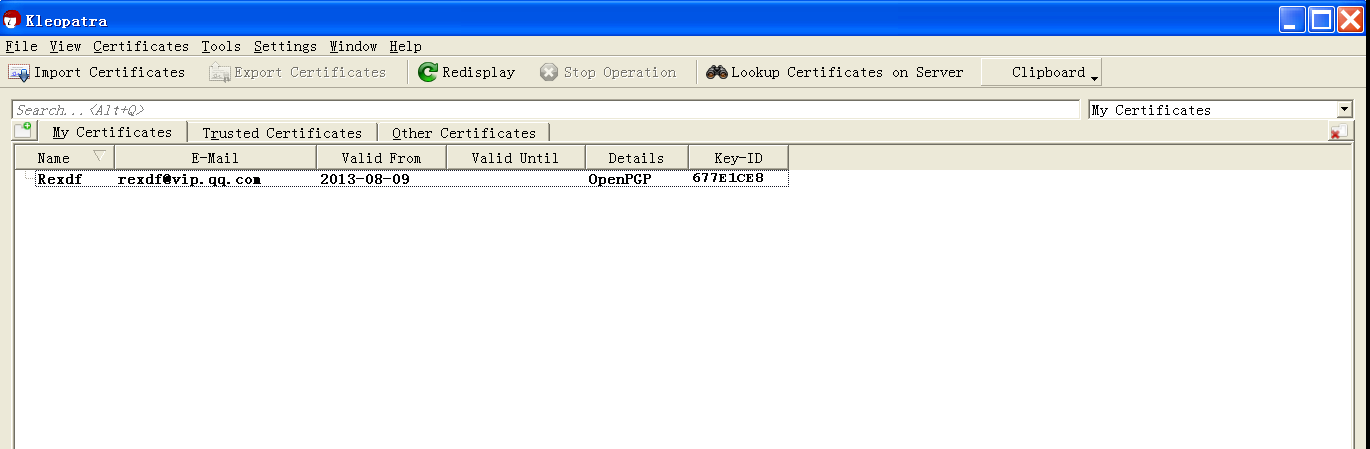 Kleopatra
File View Certificates Tools Settings Window Help
Import Certificates Export Certificates Redisplay Stop Operation Lookup Certificates on Server Clipboard
Search...<Alt+Q> My Certificates
My Certificates Trusted Certificates Other Certificates
Name E-Mail Valid From Valid Until Details Key-ID
Rexdf rexdf@vip.qq.com 2013-08-09 OpenPGP 677E1CE8